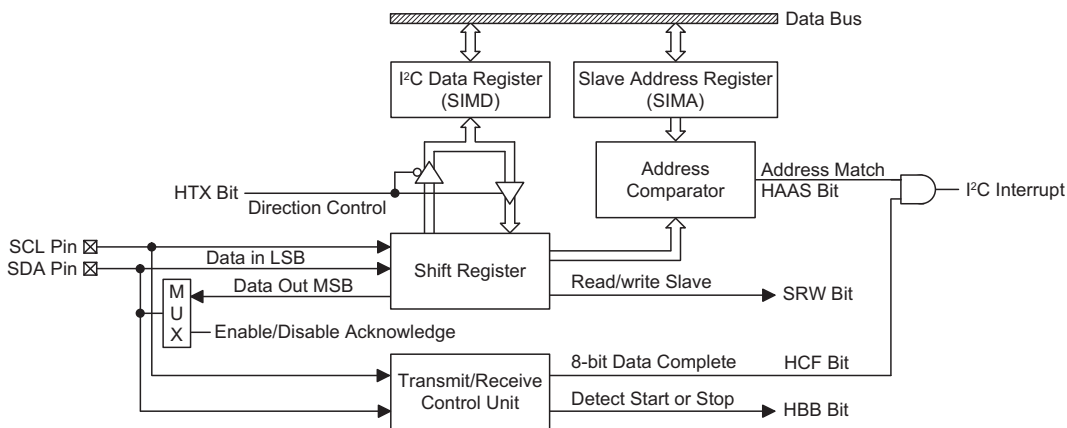 Data Bus
I²C Data Register
(SIMD)
Slave Address Register
(SIMA)
HTX Bit
Direction Control
Address
Comparator
Address Match
HAAS Bit
I²C Interrupt
SCL Pin
SDA Pin
Data in LSB
Shift Register
Data Out MSB
Read/write Slave
SRW Bit
M
U
X
Enable/Disable Acknowledge
Transmit/Receive
Control Unit
8-bit Data Complete
HCF Bit
Detect Start or Stop
HBB Bit